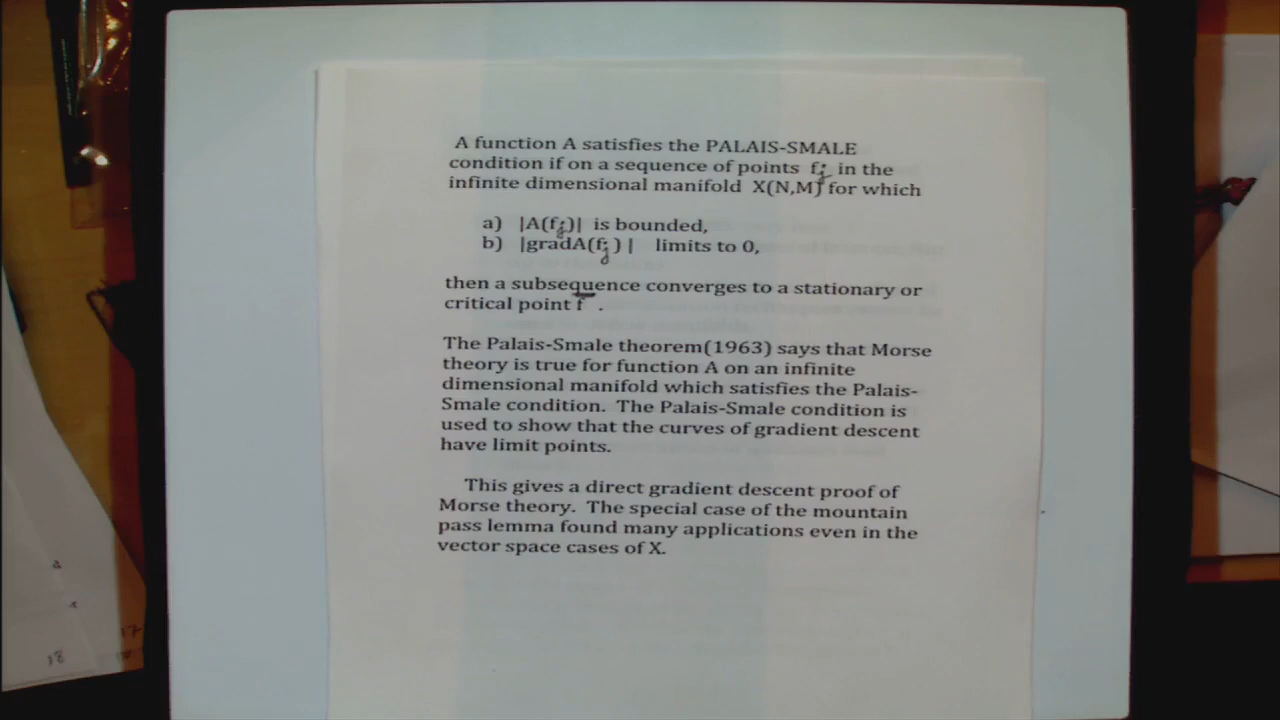 A function A satisfies the PALAIS-SMALE
condition if on a sequence of points fj in the
infinite dimensional manifold X(N,M) for which
a) |A(fj)| is bounded,
b) |gradA(fj)| limits to 0,
then a subsequence converges to a stationary or
critical point f̄ .
The Palais-Smale theorem(1963) says that Morse
theory is true for function A on an infinite
dimensional manifold which satisfies the Palais-
Smale condition. The Palais-Smale condition is
used to show that the curves of gradient descent
have limit points.
This gives a direct gradient descent proof of
Morse theory. The special case of the mountain
pass lemma found many applications even in the
vector space cases of X.
18
17